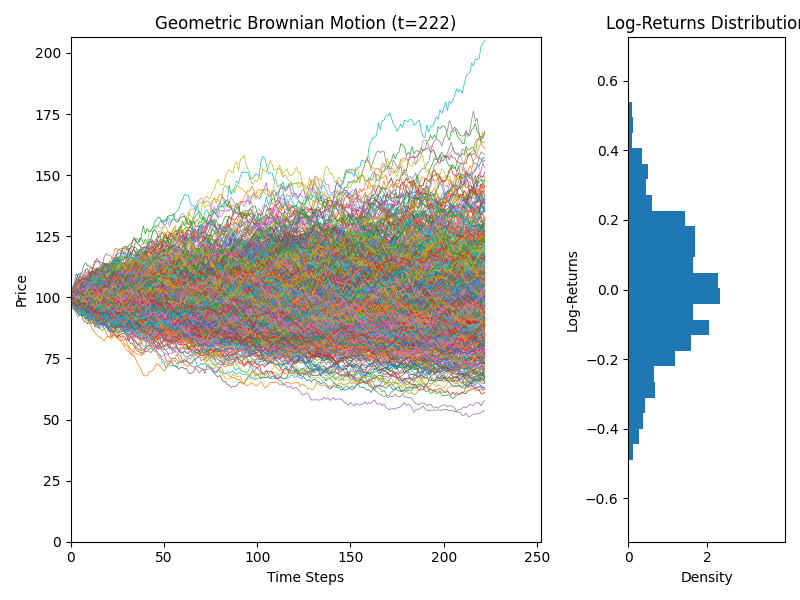 Geometric Brownian Motion (t=222)
Price
200
175
150
125
100
75
50
25
0
0 50 100 150 200 250
Time Steps
Log-Returns Distribution
Log-Returns
0.6
0.4
0.2
0.0
−0.2
−0.4
−0.6
0 2
Density